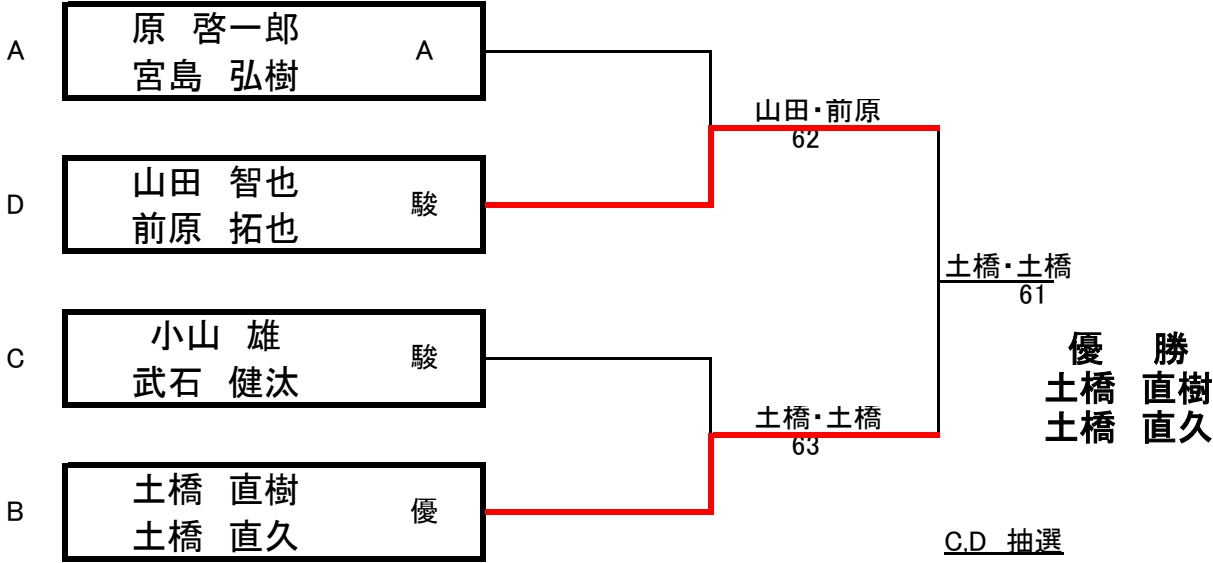 A
原　啓一郎
宮島　弘樹
A
山田・前原
62
D
山田　智也
前原　拓也
駿
土橋・土橋
61
C
小山　雄
武石　健汰
駿
優　勝
土橋　直樹
土橋　直久
土橋・土橋
63
B
土橋　直樹
土橋　直久
優
C,D　抽選